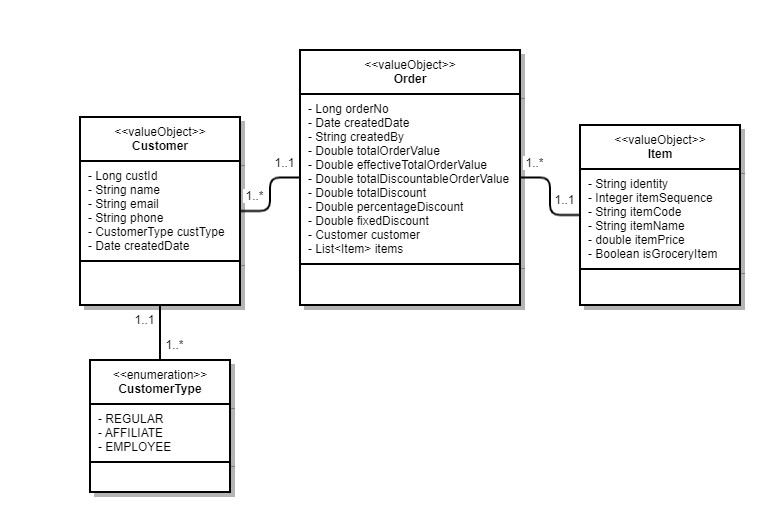 <<valueObject>>
Customer
- Long custId
- String name
- String email
- String phone
- CustomerType custType
- Date createdDate
1..1
1..*
<<valueObject>>
Order
- Long orderNo
- Date createdDate
- String createdBy
- Double totalOrderValue
- Double effectiveTotalOrderValue
- Double totalDiscountableOrderValue
- Double totalDiscount
- Double percentageDiscount
- Double fixedDiscount
- Customer customer
- List<Item> items
1..*
1..1
<<valueObject>>
Item
- String identity
- Integer itemSequence
- String itemCode
- String itemName
- double itemPrice
- Boolean isGroceryItem
1..1
1..*
<<enumeration>>
CustomerType
- REGULAR
- AFFILIATE
- EMPLOYEE